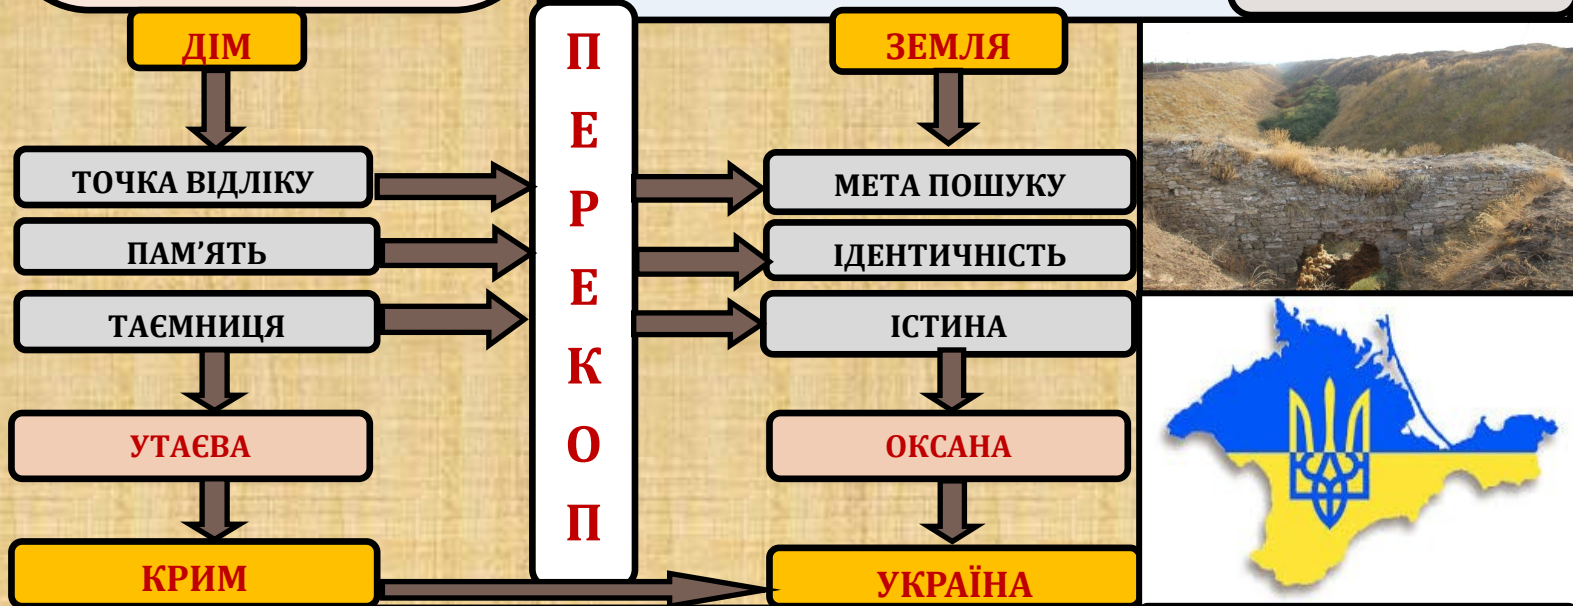 ДІМ
ТОЧКА ВІДЛІКУ
ПАМ’ЯТЬ
ТАЄМНИЦЯ
УТАЄВА
КРИМ
П
Е
Р
Е
К
О
П
ЗЕМЛЯ
МЕТА ПОШУКУ
ІДЕНТИЧНІСТЬ
ІСТИНА
ОКСАНА
УКРАЇНА